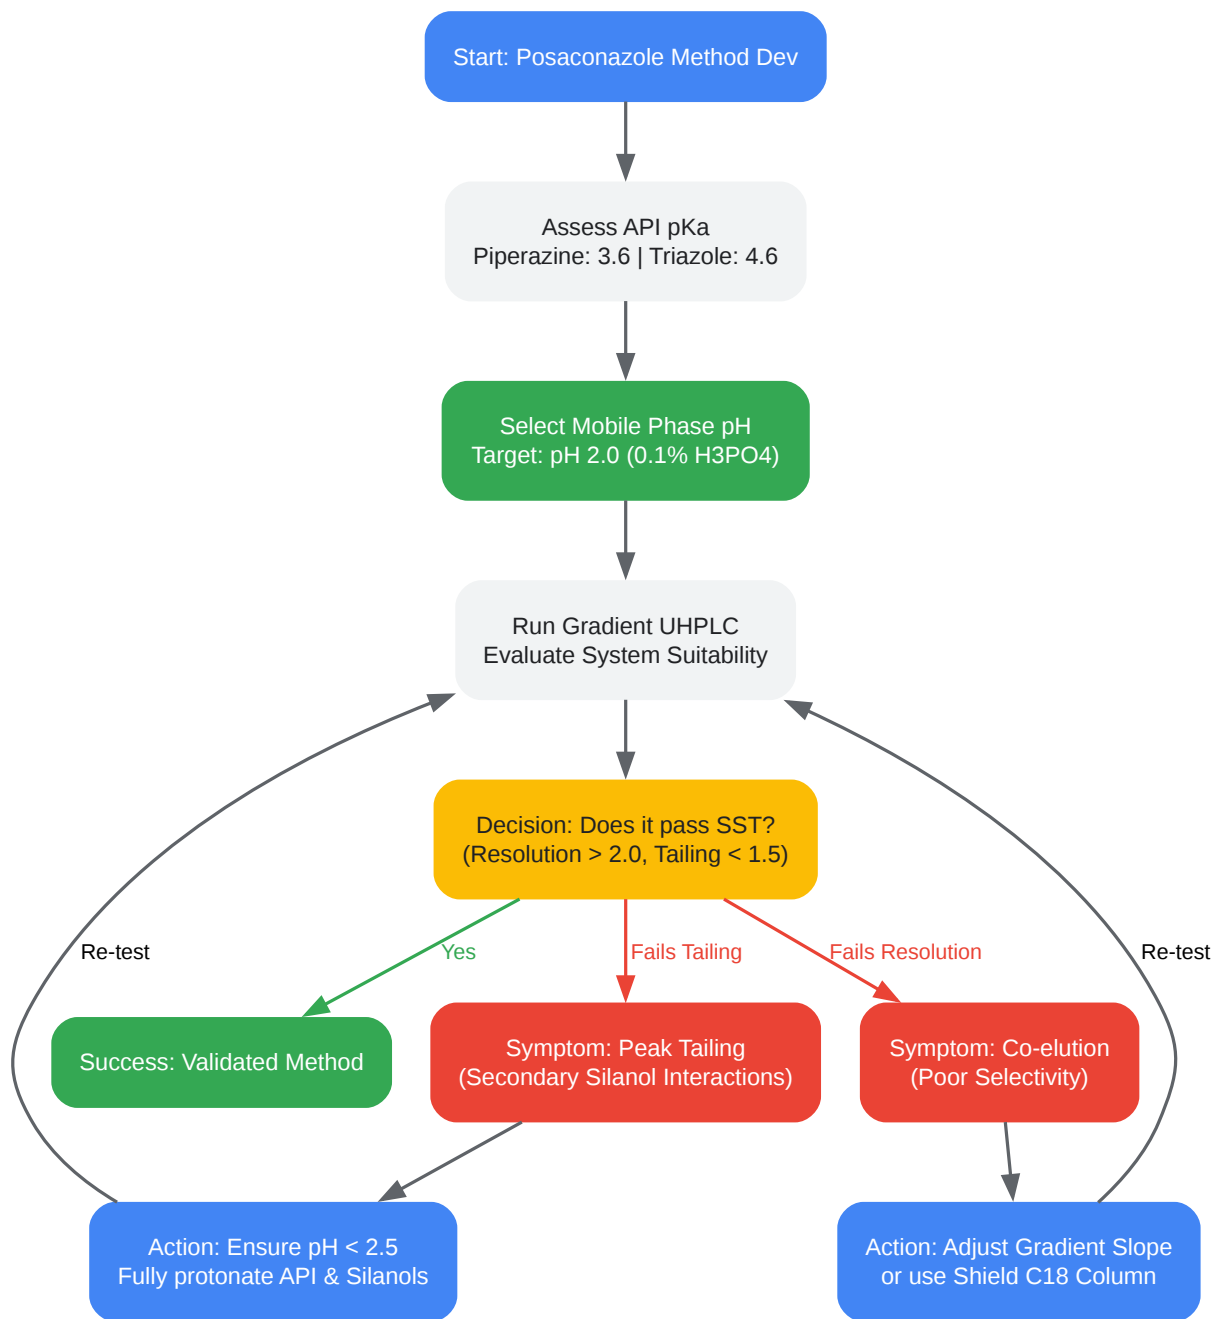 Start: Posaconazole Method Dev
Assess API pKa
Piperazine: 3.6 | Triazole: 4.6
Select Mobile Phase pH
Target: pH 2.0 (0.1% H3PO4)
Run Gradient UHPLC
Evaluate System Suitability
Decision: Does it pass SST?
(Resolution > 2.0, Tailing < 1.5)
Re-test
Yes
Fails Tailing
Fails Resolution
Re-test
Success: Validated Method
Symptom: Peak Tailing
(Secondary Silanol Interactions)
Symptom: Co-elution
(Poor Selectivity)
Action: Ensure pH < 2.5
Fully protonate API & Silanols
Action: Adjust Gradient Slope
or use Shield C18 Column